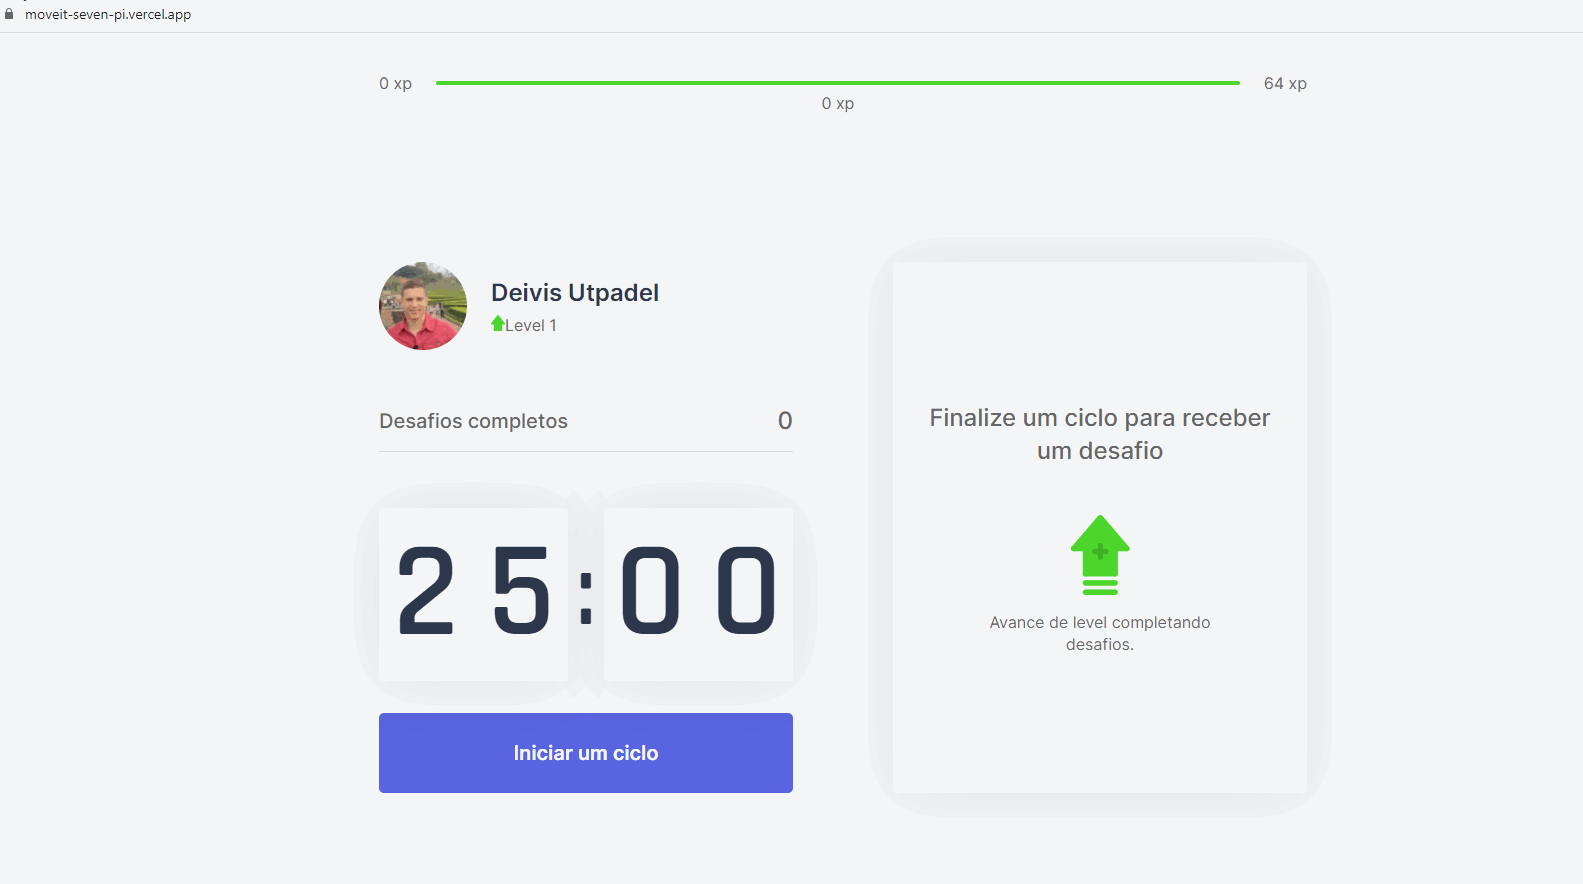 moveit-seven-pi.vercel.app
0 xp
64 xp
0 xp
Deivis Utpadel
Level 1
Desafios completos
0
25:00
Iniciar um ciclo
Finalize um ciclo para receber
um desafio
Avance de level completando
desafios.